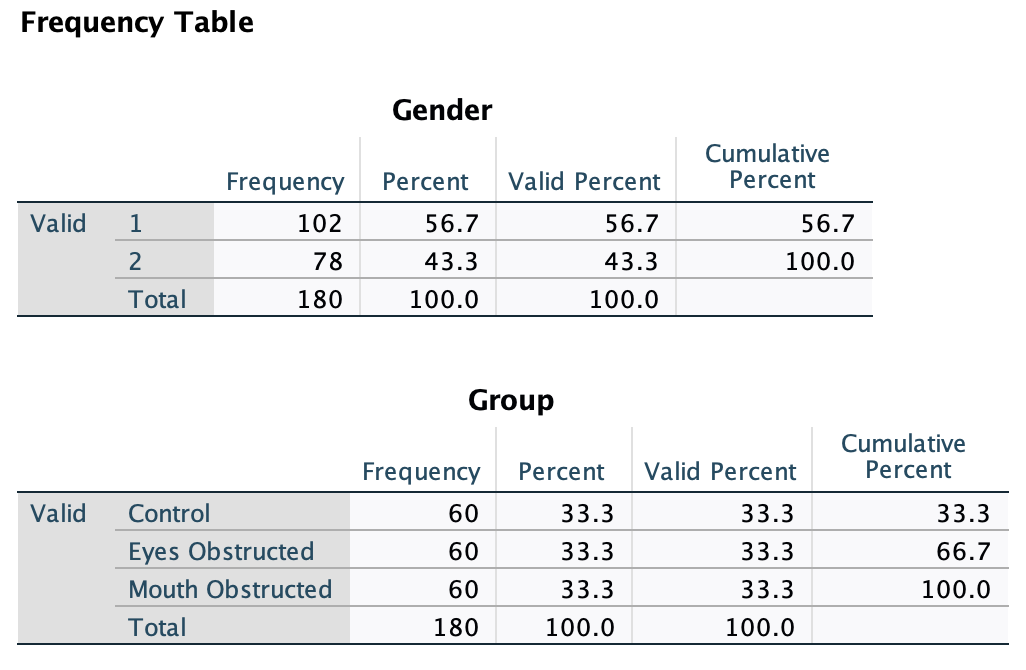 Frequency Table
Gender
Frequency Percent Valid Percent Cumulative Percent
Valid 1 102 56.7 56.7 56.7
2 78 43.3 43.3 100.0
Total 180 100.0 100.0
Group
Frequency Percent Valid Percent Cumulative Percent
Valid Control 60 33.3 33.3 33.3
Eyes Obstructed 60 33.3 33.3 66.7
Mouth Obstructed 60 33.3 33.3 100.0
Total 180 100.0 100.0